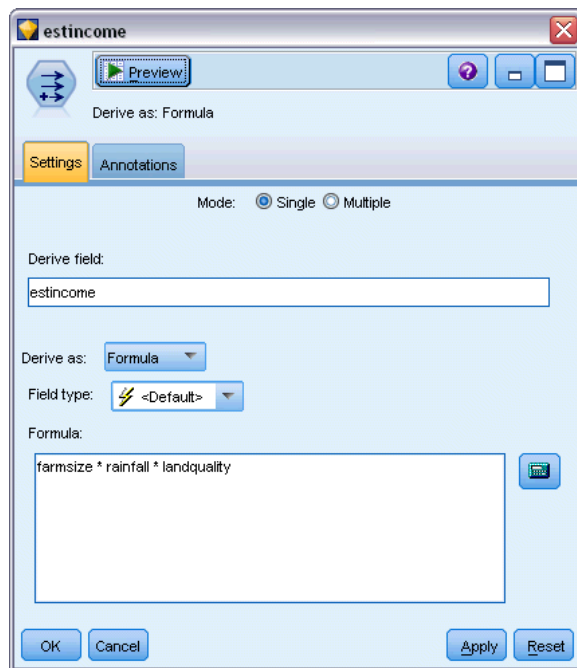 estincome
Preview
Derive as: Formula
Settings Annotations
Mode: Single Multiple
Derive field:
estincome
Derive as: Formula
Field type: <Default>
Formula:
farmsize * rainfall * landquality
OK Cancel Apply Reset